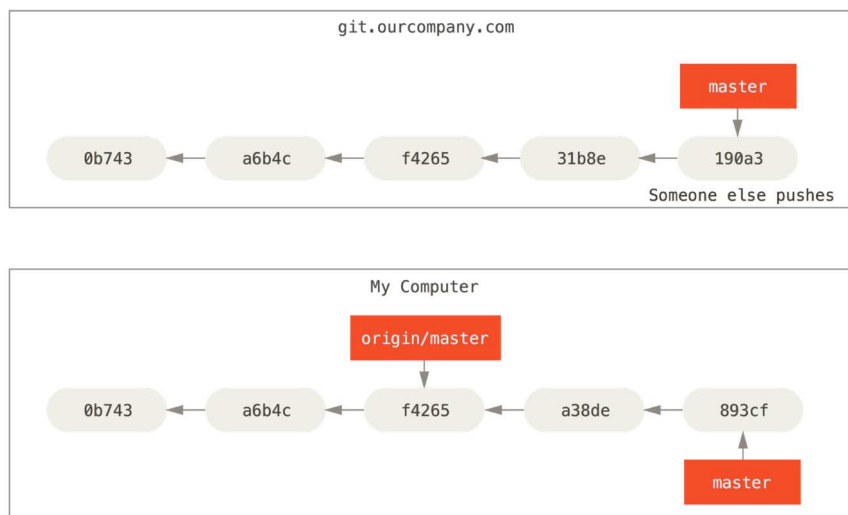 git.ourcompany.com
master
0b743 a6b4c f4265 31b8e 190a3
Someone else pushes
My Computer
origin/master
0b743 a6b4c f4265 a38de 893cf
master